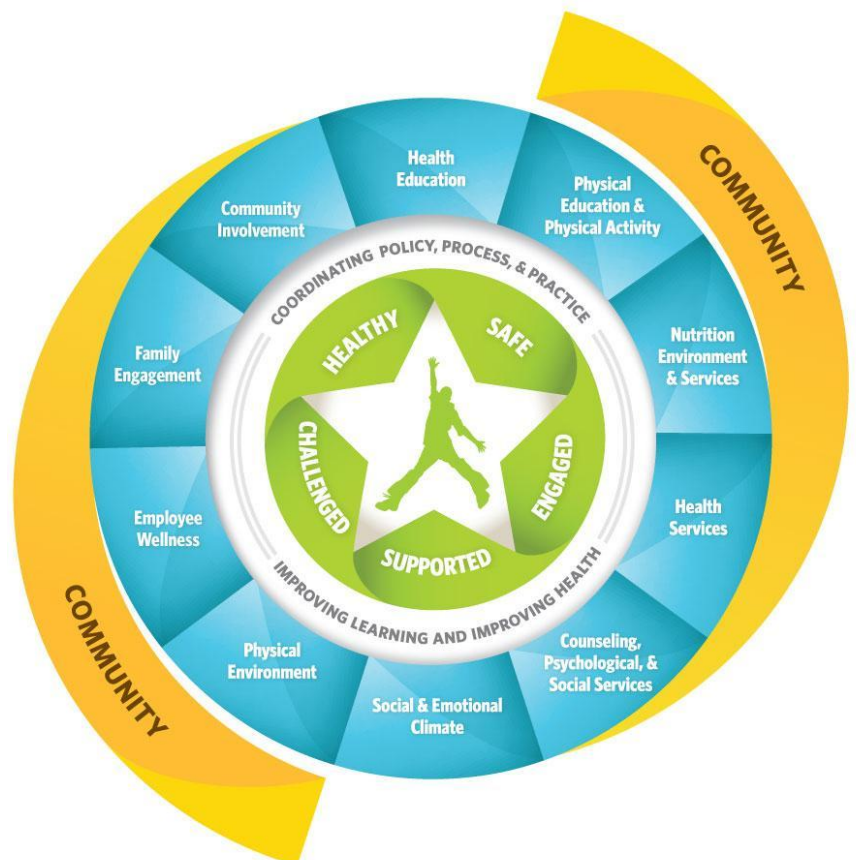 COMMUNITY
Health
Education
Physical
Education &
Physical Activity
Nutrition
Environment
& Services
Health
Services
Counseling,
Psychological, &
Social Services
Social & Emotional
Climate
Physical
Environment
Employee
Wellness
Family
Engagement
Community
Involvement
COORDINATING POLICY, PROCESS, & PRACTICE
IMPROVING LEARNING AND IMPROVING HEALTH
HEALTHY
SAFE
ENGAGED
SUPPORTED
CHALLENGED
COMMUNITY